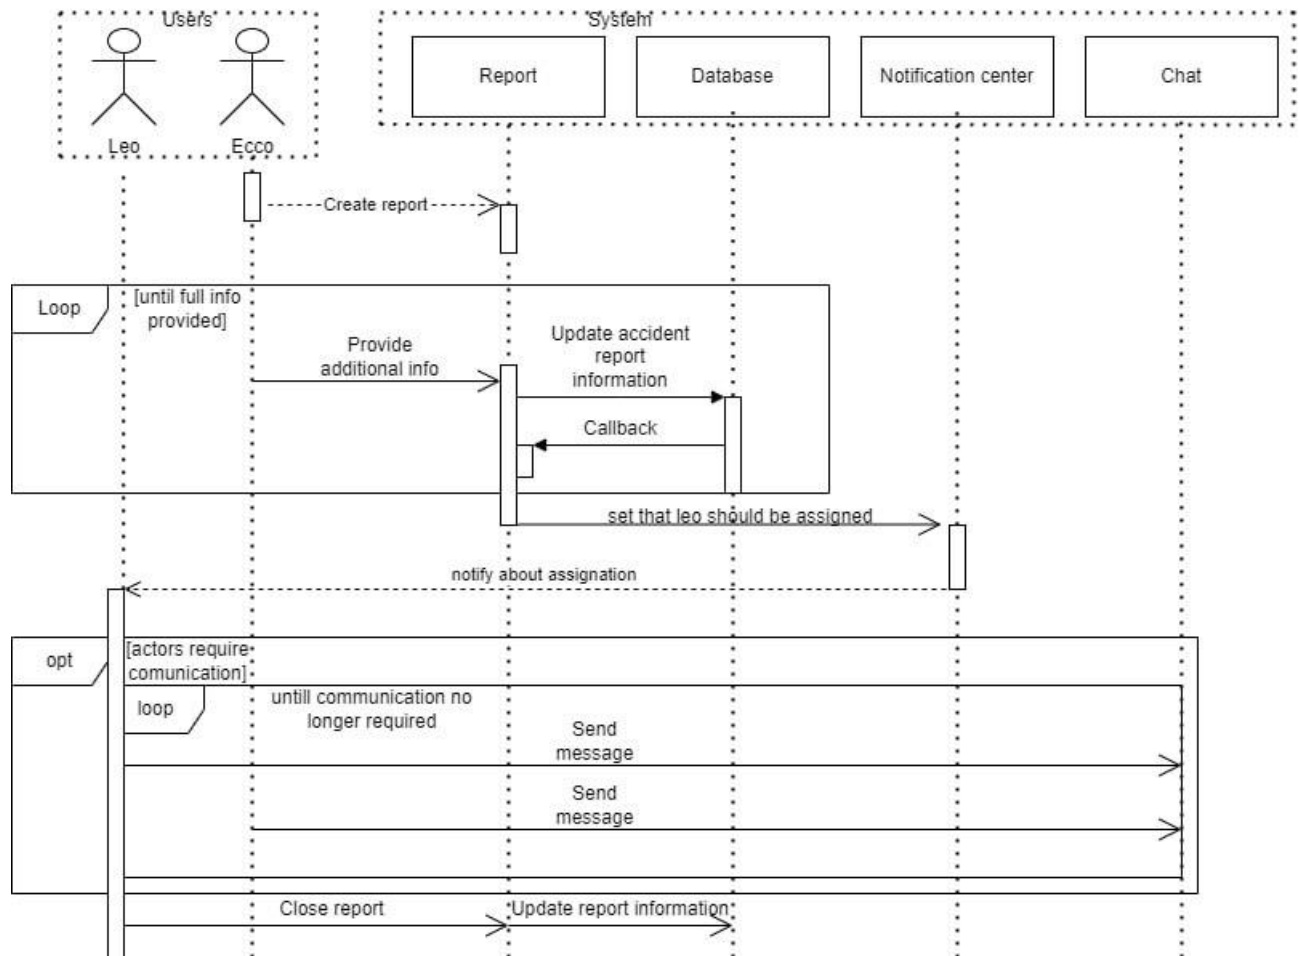 Users
System
Report
Database
Notification center
Chat
Leo
Ecco
Create report
Loop
[until full info
provided]
Provide
additional info
Update accident
report
information
Callback
set that leo should be assigned
notify about assignation
opt
[actors require
comunication]
loop
untill communication no
longer required
Send
message
Send
message
Close report
Update report information